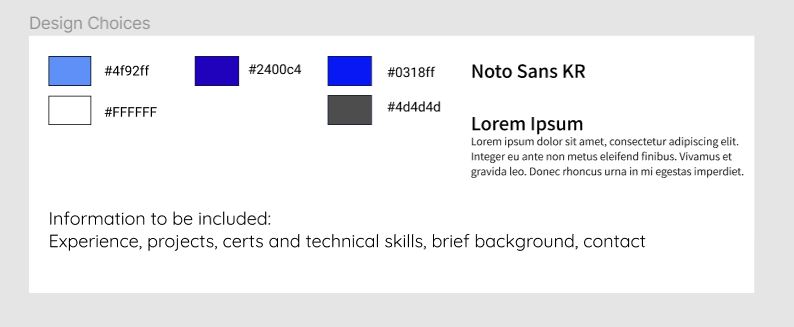 Design Choices
#4f92ff
#2400c4
#0318ff
Noto Sans KR
#FFFFFF
#4d4d4d
Lorem Ipsum
Lorem ipsum dolor sit amet, consectetur adipiscing elit.
Integer eu ante non metus eleifend finibus. Vivamus et
gravida leo. Donec rhoncus urna in mi egestas imperdiet.
Information to be included:
Experience, projects, certs and technical skills, brief background, contact